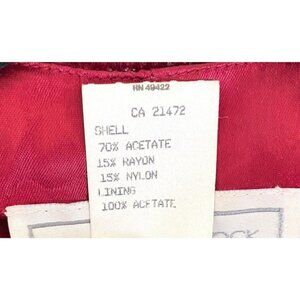 RN 49422
CA 21472
SHELL
70% ACETATE
15% RAYON
15% NYLON
LINING
100% ACETATE